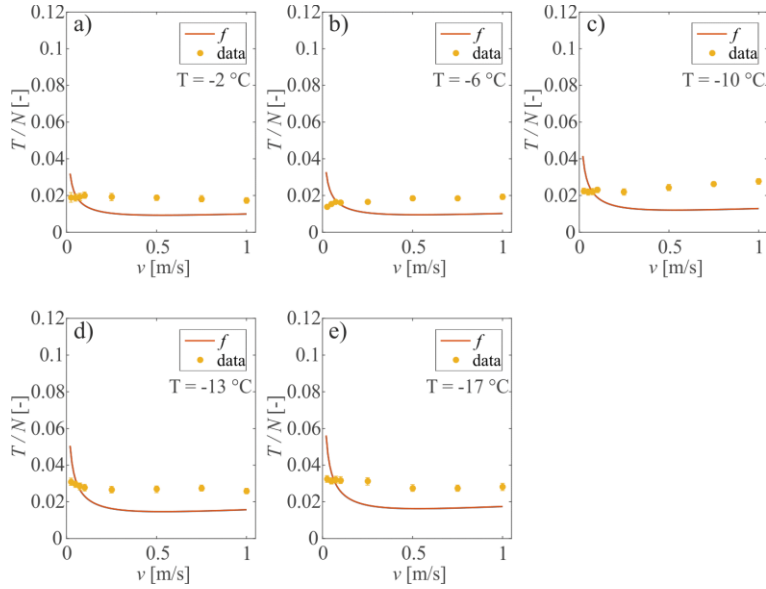 a)
0.12
0.1
0.08
0.06
0.04
0.02
0
T / N [-]
f
data
T = -2 °C
0
0.5
1
v [m/s]
b)
0.12
0.1
0.08
0.06
0.04
0.02
0
T / N [-]
f
data
T = -6 °C
0
0.5
1
v [m/s]
c)
0.12
0.1
0.08
0.06
0.04
0.02
0
T / N [-]
f
data
T = -10 °C
0
0.5
1
v [m/s]
d)
0.12
0.1
0.08
0.06
0.04
0.02
0
T / N [-]
f
data
T = -13 °C
0
0.5
1
v [m/s]
e)
0.12
0.1
0.08
0.06
0.04
0.02
0
T / N [-]
f
data
T = -17 °C
0
0.5
1
v [m/s]